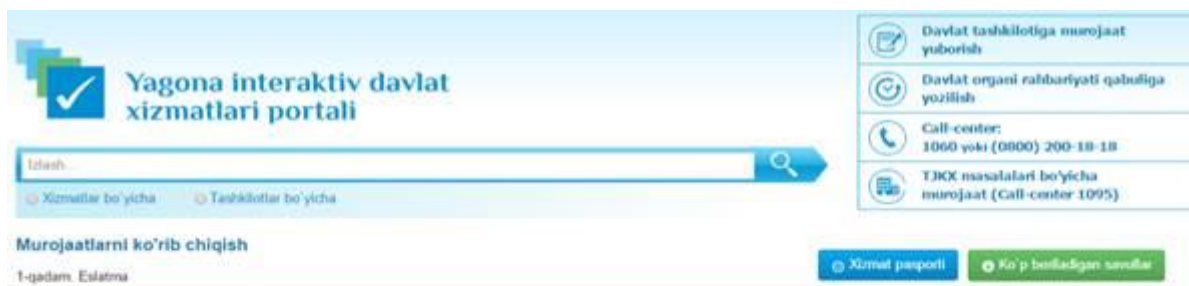 Yagona interaktiv davlat
xizmatlari portali
Izlash...
Xizmatlar bo'yicha
Tashkilotlar bo'yicha
Davlat tashkilotiga murojaat
yuborish
Davlat organi rahbariyati qabuliga
yozilish
Call-center:
1060 yoki (0800) 200-18-18
TJKX masalalari bo'yicha
murojaat (Call-center 1095)
Murojaatlarni ko'rib chiqish
Xizmat pasporti
Ko'p beriladigan savollar
1-qadam. Eslatma